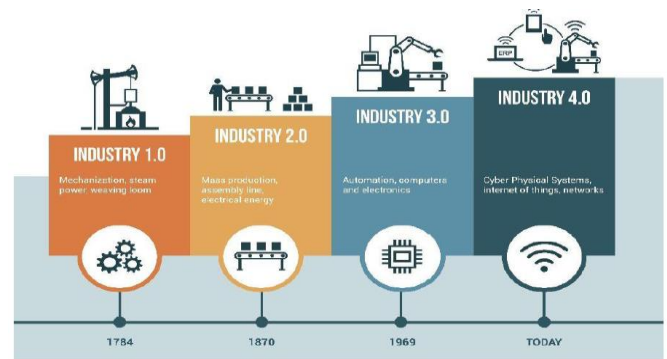 ERP
INDUSTRY 1.0
Mechanization, steam
power, weaving loom
INDUSTRY 2.0
Mass production,
assembly line,
electrical energy
INDUSTRY 3.0
Automation, computers
and electronics
INDUSTRY 4.0
Cyber Physical Systems,
internet of things, networks
1784
1870
1969
TODAY